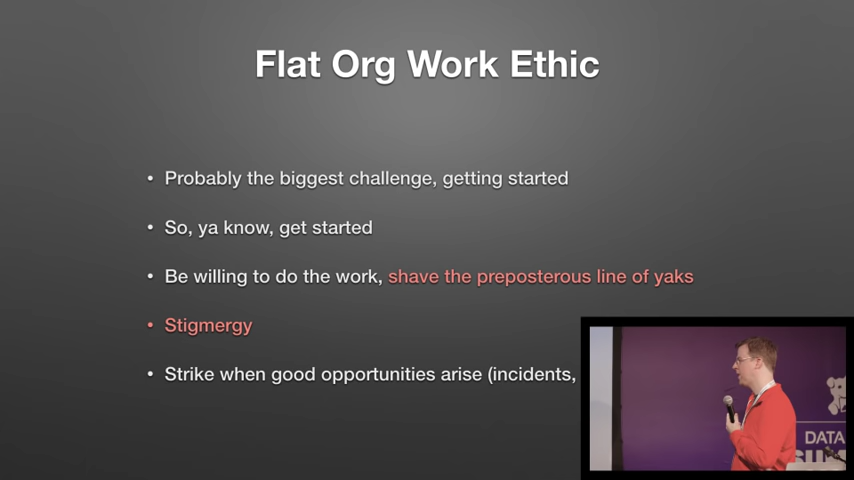 Flat Org Work Ethic
• Probably the biggest challenge, getting started
• So, ya know, get started
• Be willing to do the work, shave the preposterous line of yaks
• Stigmergy
• Strike when good opportunities arise (incidents,
DATA